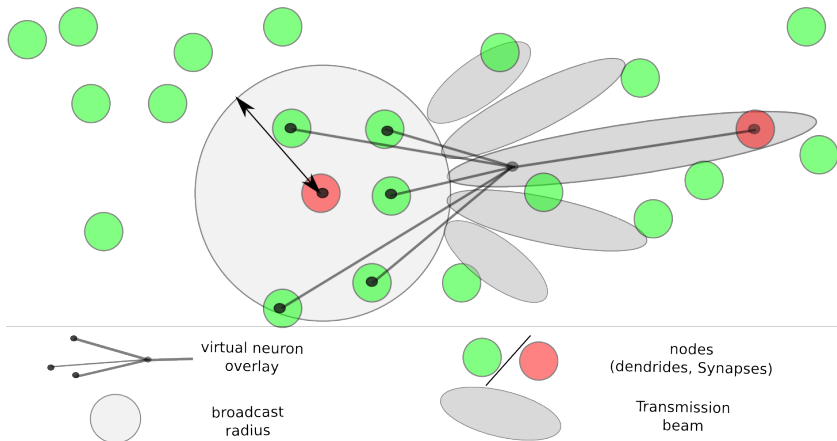 virtual neuron
overlay
nodes
(dendrides, Synapses)
broadcast
radius
Transmission
beam